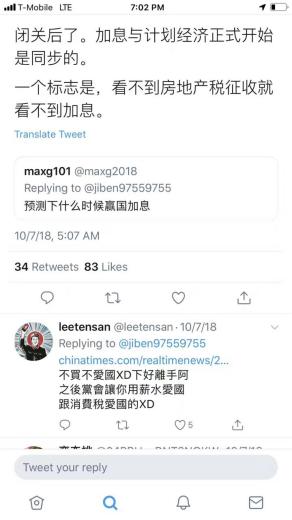 T-Mobile LTE 7:02 PM
闭关后了。加息与计划经济正式开始
是同步的。
一个标志是，看不到房地产税征收就
看不到加息。
Translate Tweet
maxg101 @maxg2018
Replying to @jiben97559755
预测下什么时候赢国加息
10/7/18, 5:07 AM
34 Retweets 83 Likes
leetensan @leetensan · 10/7/18
Replying to @jiben97559755
chinatimes.com/realtimenews/2...
不買不愛國XD下好離手阿
之後黨會讓你用薪水愛國
跟消費稅愛國的XD
5
Tweet your reply